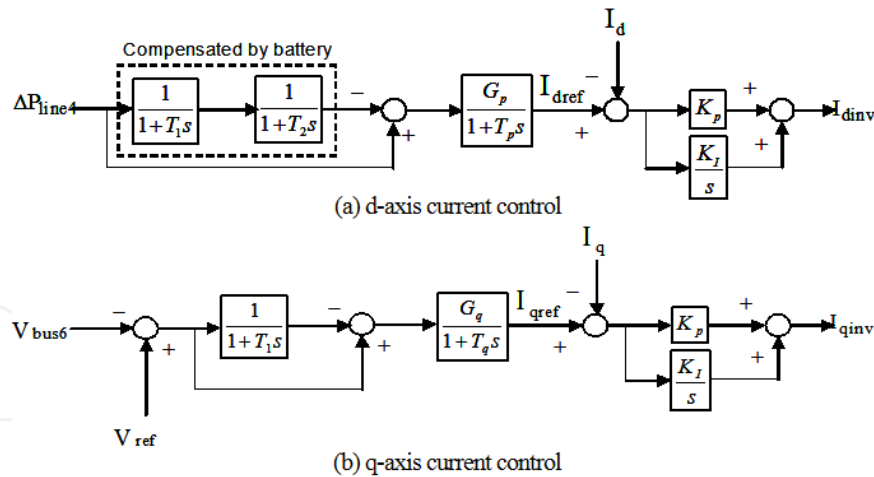 Compensated by battery
I_d
ΔP_line4
1
1+T_1s
1
1+T_2s
−
+
G_p
1+T_ps
I_dref
−
+
K_p
K_I
s
+
+
I_dinv
(a) d-axis current control
I_q
V_bus6
−
+
V_ref
1
1+T_1s
−
+
G_q
1+T_qs
I_qref
−
+
K_p
K_I
s
+
+
I_qinv
(b) q-axis current control